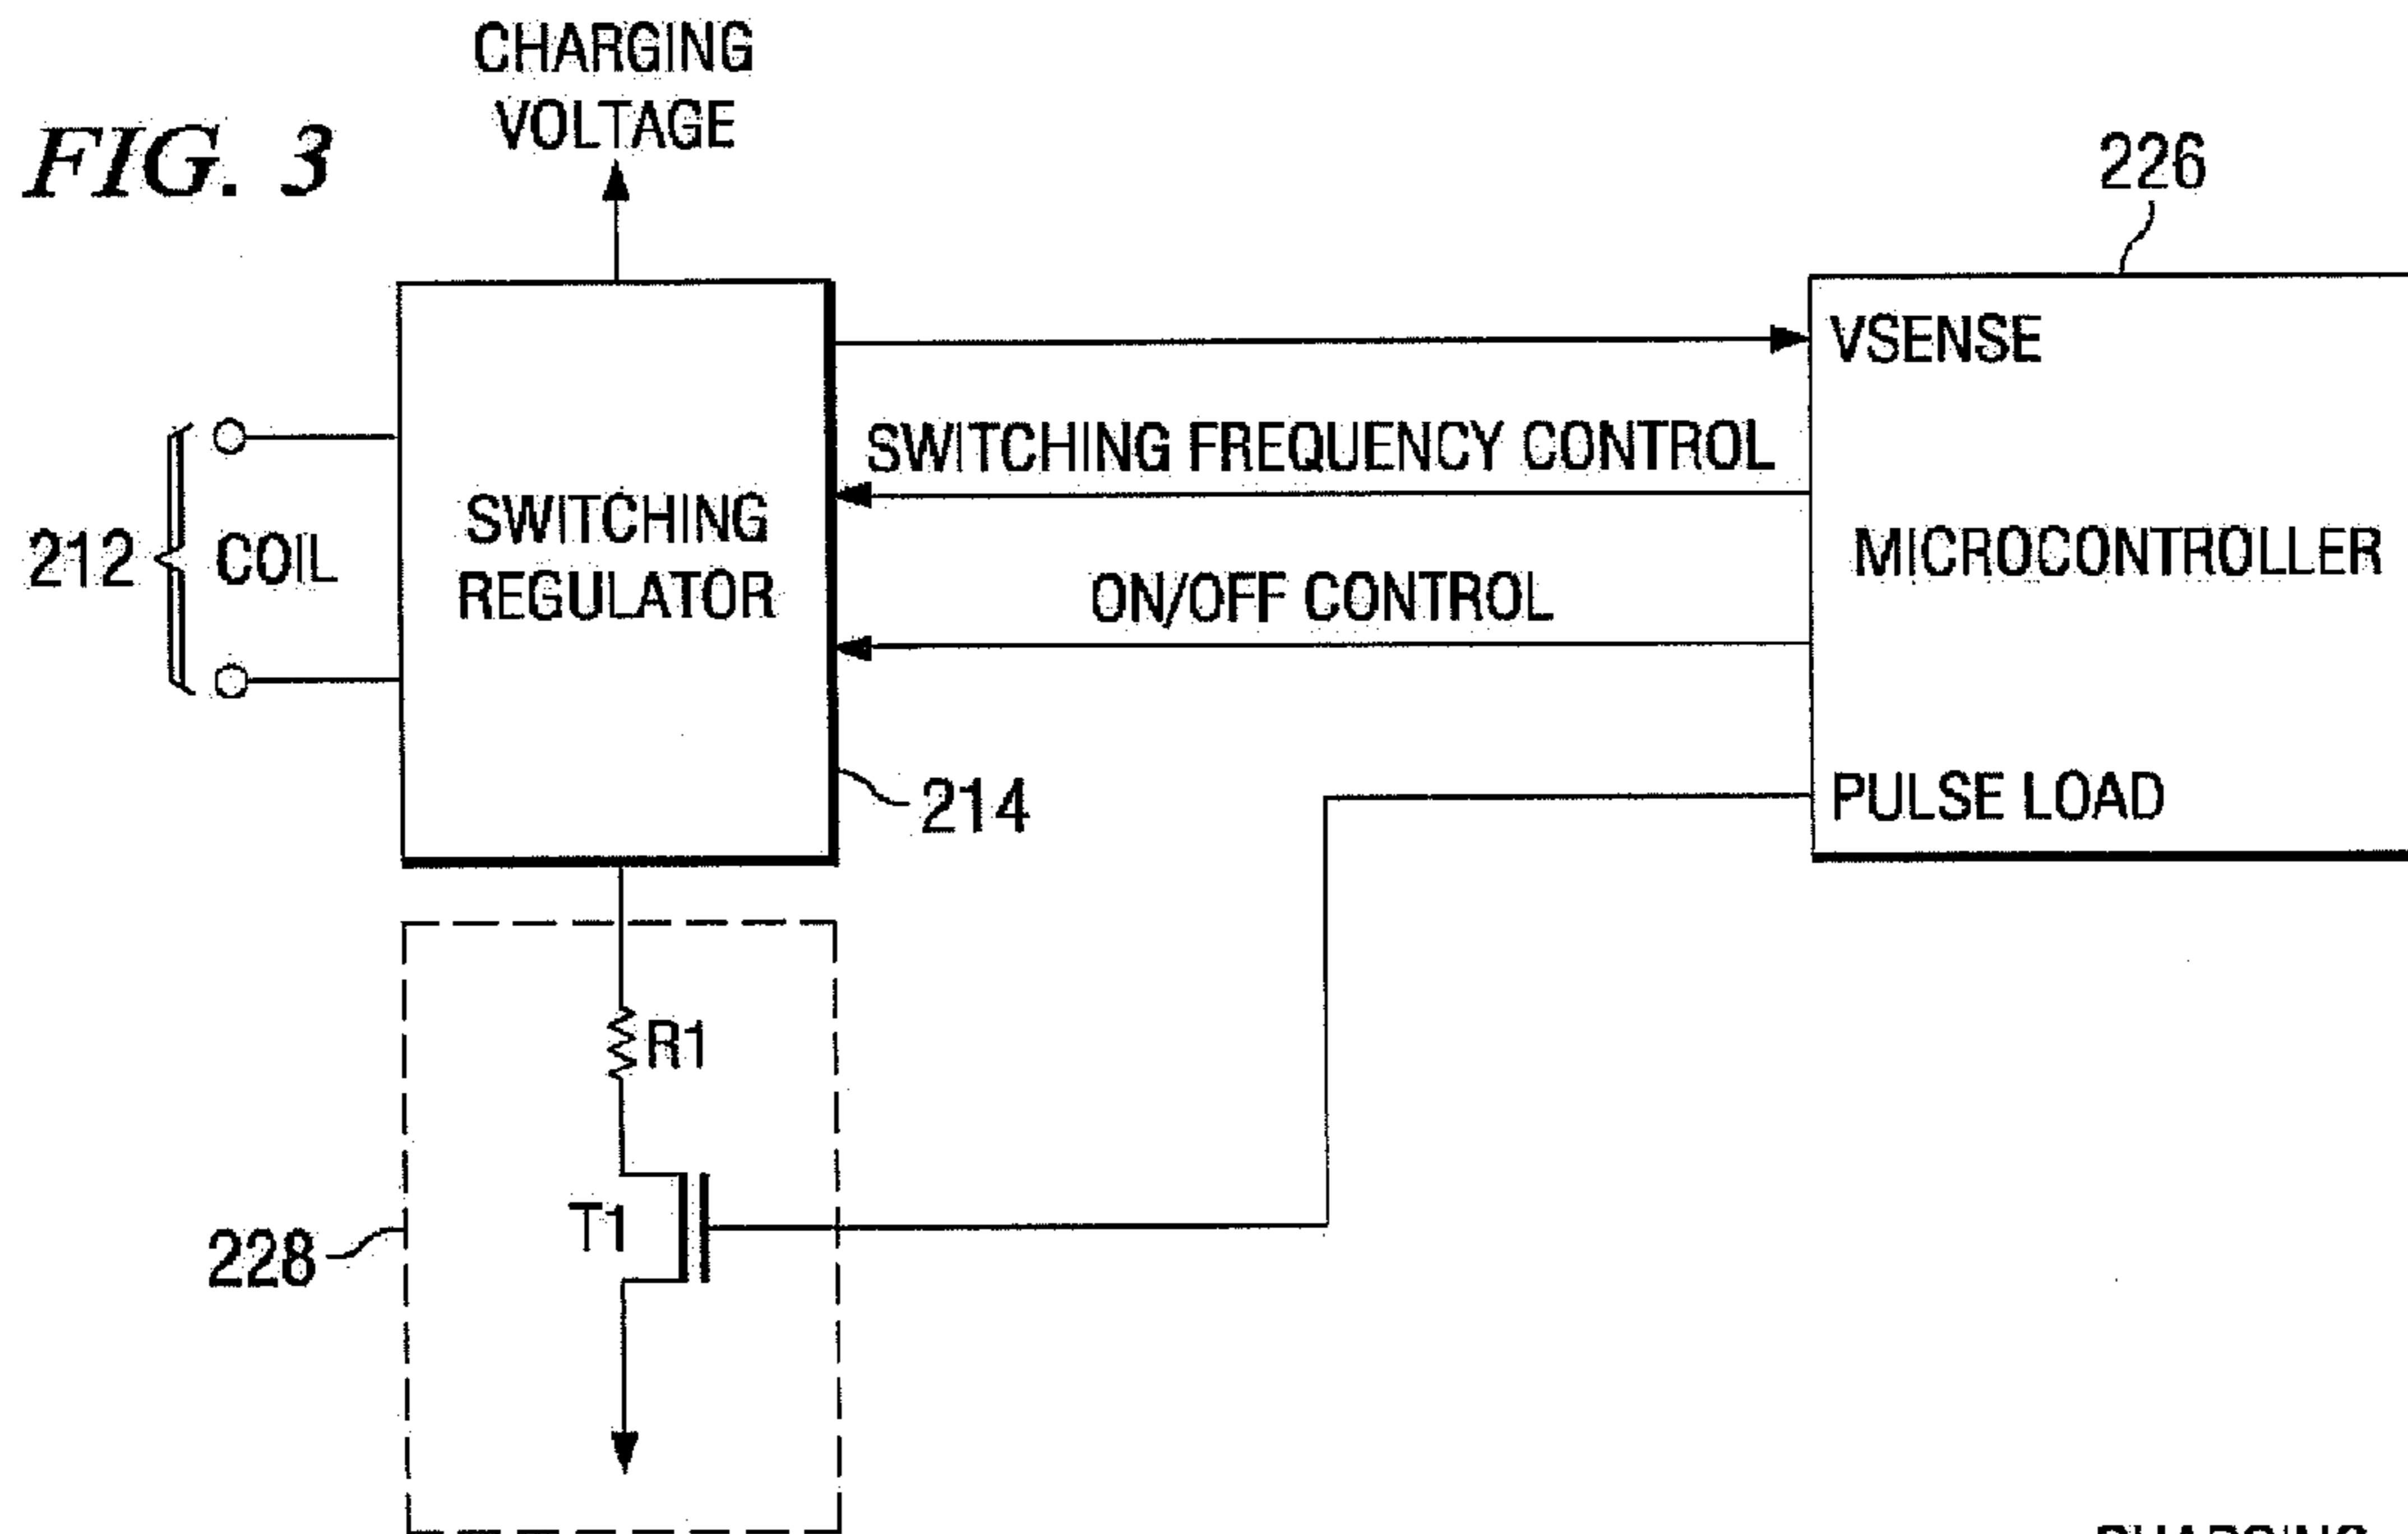 FIG. 3
CHARGING
VOLTAGE
226
VSENSE
SWITCHING FREQUENCY CONTROL
212
COIL
SWITCHING
REGULATOR
MICROCONTROLLER
ON/OFF CONTROL
214
PULSE LOAD
R1
T1
228